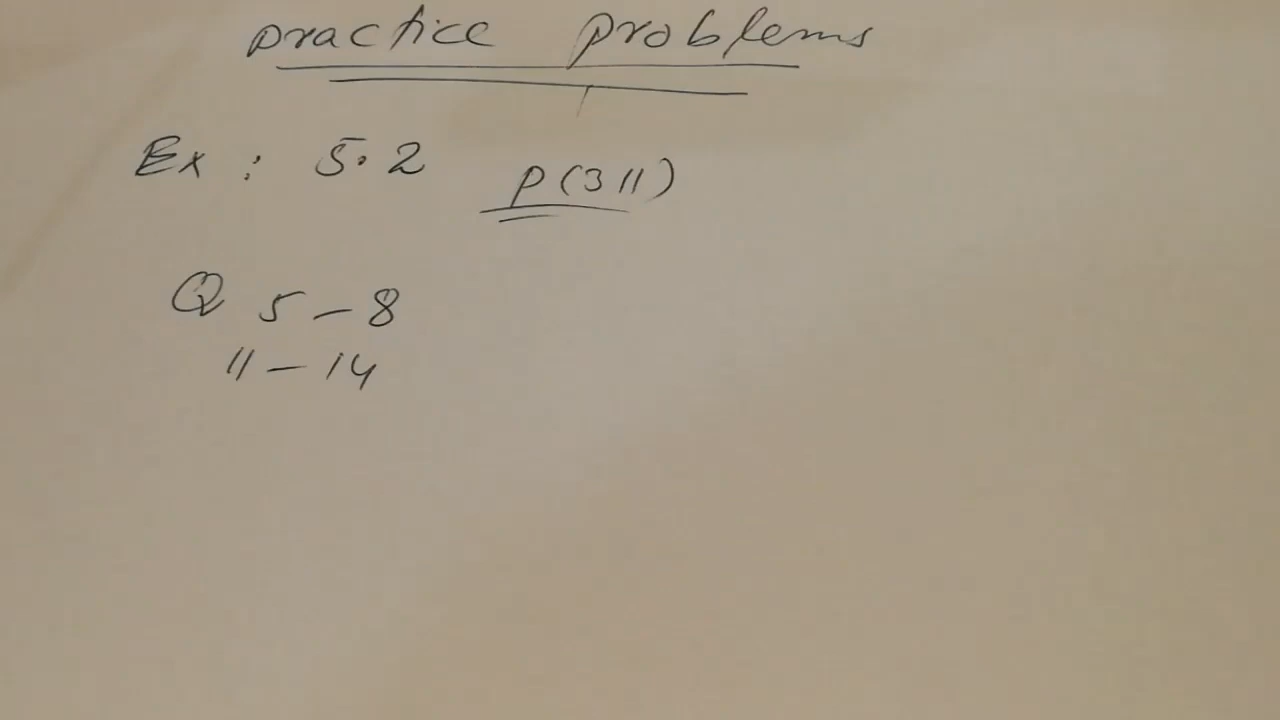 practice problems
Ex : 5.2 P(311)
Q 5-8
11-14